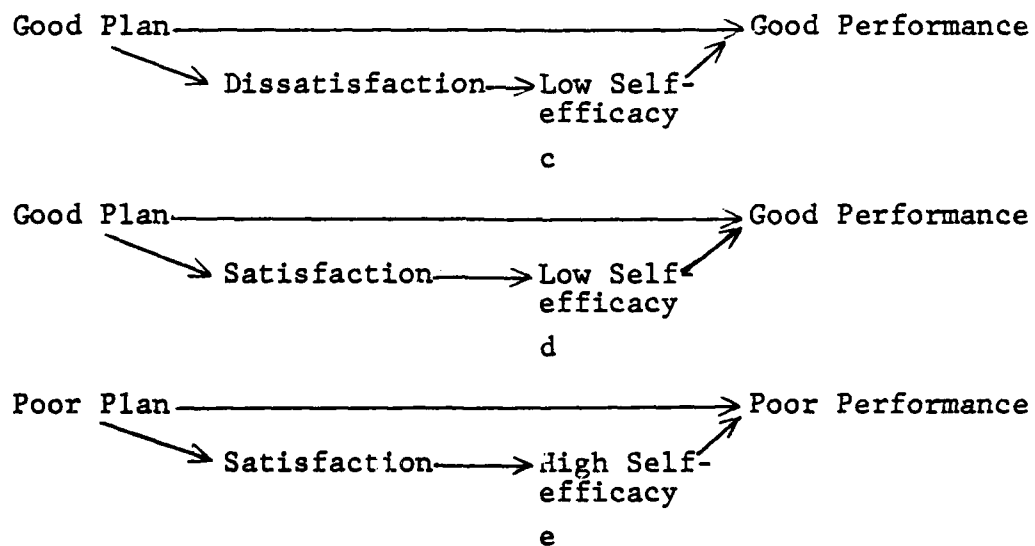 Good Plan Good Performance
Dissatisfaction Low Self-
efficacy
c
Good Plan Good Performance
Satisfaction Low Self-
efficacy
d
Poor Plan Poor Performance
Satisfaction High Self-
efficacy
e